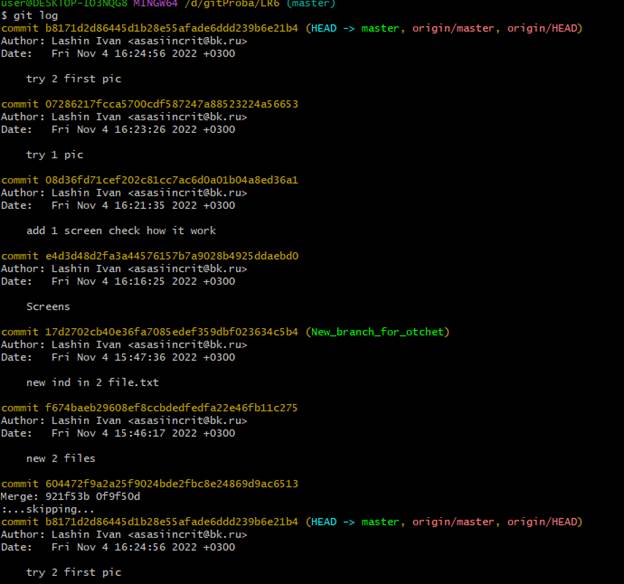 user@DESKTOP-IO3NQG8 MINGW64 /d/gitProba/LR6 (master)
$ git log
commit b8171d2d86445d1b28e55afade6ddd239b6e21b4 (HEAD -> master, origin/master, origin/HEAD)
Author: Lashin Ivan <asasiincrit@bk.ru>
Date:   Fri Nov 4 16:24:56 2022 +0300

    try 2 first pic

commit 07286217fcca5700cdf587247a88523224a56653
Author: Lashin Ivan <asasiincrit@bk.ru>
Date:   Fri Nov 4 16:23:26 2022 +0300

    try 1 pic

commit 08d36fd71cef202c81cc7ac6d0a01b04a8ed36a1
Author: Lashin Ivan <asasiincrit@bk.ru>
Date:   Fri Nov 4 16:21:35 2022 +0300

    add 1 screen check how it work

commit e4d3d48d2fa3a44576157b7a9028b4925ddaebd0
Author: Lashin Ivan <asasiincrit@bk.ru>
Date:   Fri Nov 4 16:16:25 2022 +0300

    Screens

commit 17d2702cb40e36fa7085edef359dbf023634c5b4 (New_branch_for_otchet)
Author: Lashin Ivan <asasiincrit@bk.ru>
Date:   Fri Nov 4 15:47:36 2022 +0300

    new ind in 2 file.txt

commit f674baeb29608ef8ccbdedfedfa22e46fb11c275
Author: Lashin Ivan <asasiincrit@bk.ru>
Date:   Fri Nov 4 15:46:17 2022 +0300

    new 2 files

commit 604472f9a2a25f9024bde2fbc8e24869d9ac6513
Merge: 921f53b 0f9f50d
:...skipping...
commit b8171d2d86445d1b28e55afade6ddd239b6e21b4 (HEAD -> master, origin/master, origin/HEAD)
Author: Lashin Ivan <asasiincrit@bk.ru>
Date:   Fri Nov 4 16:24:56 2022 +0300

    try 2 first pic